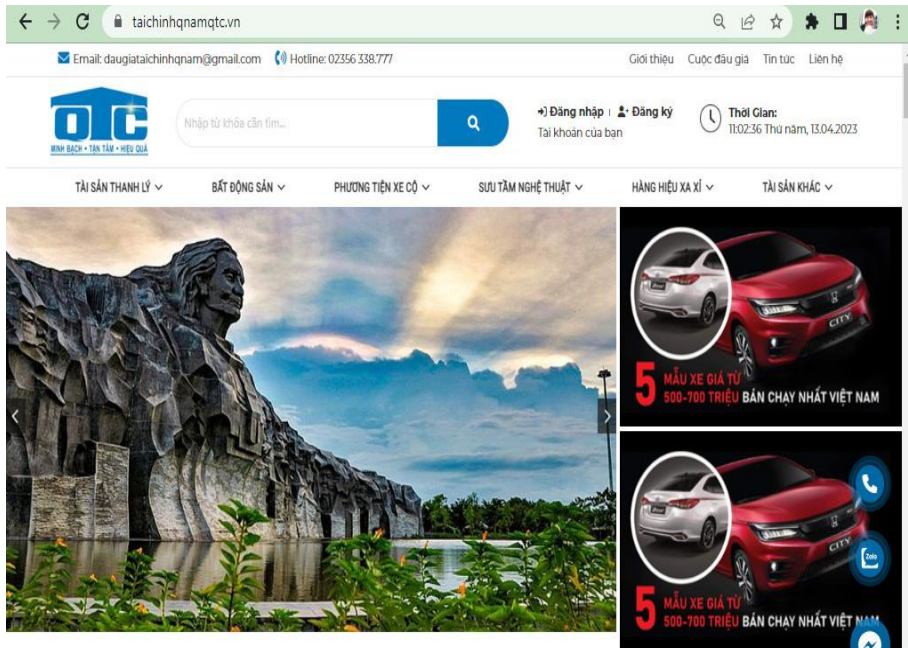 taichinhqnamqtc.vn
Email: daugiataichinhqnam@gmail.com Hotline: 02356 338.777 Giới thiệu Cuộc đấu giá Tin tức Liên hệ
QTC
MINH BẠCH • TẬN TÂM • HIỆU QUẢ
Nhập từ khóa cần tìm...
Đăng nhập Đăng ký
Tài khoản của bạn
Thời Gian:
11:02:36 Thứ năm, 13.04.2023
TÀI SẢN THANH LÝ BẤT ĐỘNG SẢN PHƯƠNG TIỆN XE CỘ SƯU TẦM NGHỆ THUẬT HÀNG HIỆU XA XỈ TÀI SẢN KHÁC
CITY
5 MẪU XE GIÁ TỪ
500-700 TRIỆU BÁN CHẠY NHẤT VIỆT NAM
CITY
Zalo
5 MẪU XE GIÁ TỪ
500-700 TRIỆU BÁN CHẠY NHẤT VIỆT NAM